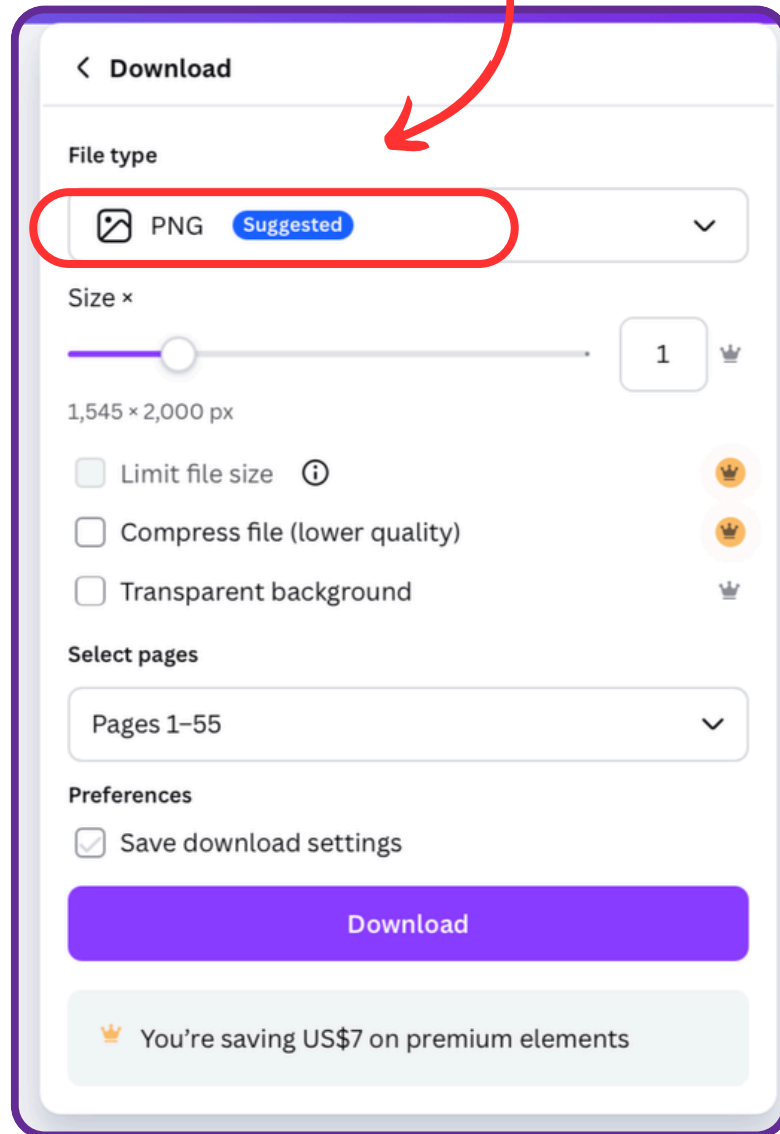 Download
File type
PNG Suggested
Size ×
1
1,545 × 2,000 px
Limit file size
Compress file (lower quality)
Transparent background
Select pages
Pages 1–55
Preferences
Save download settings
Download
You’re saving US$7 on premium elements